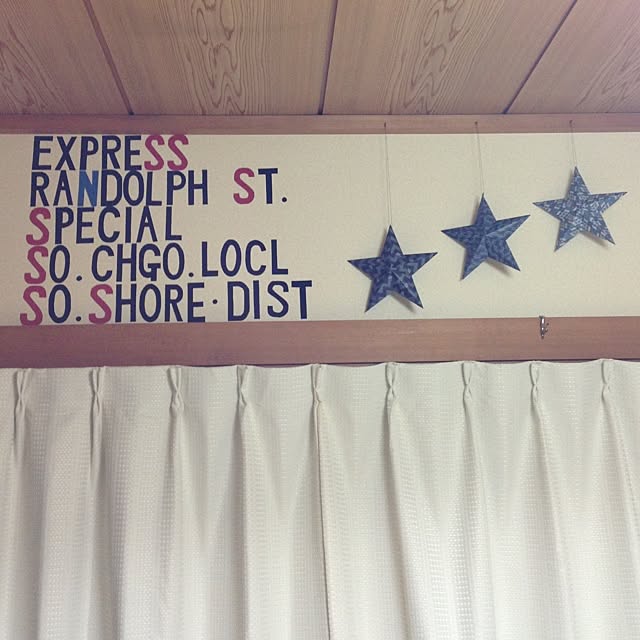 EXPRESS
RANDOLPH ST.
SPECIAL
SO.CHGO.LOCL
SO.SHORE·DIST